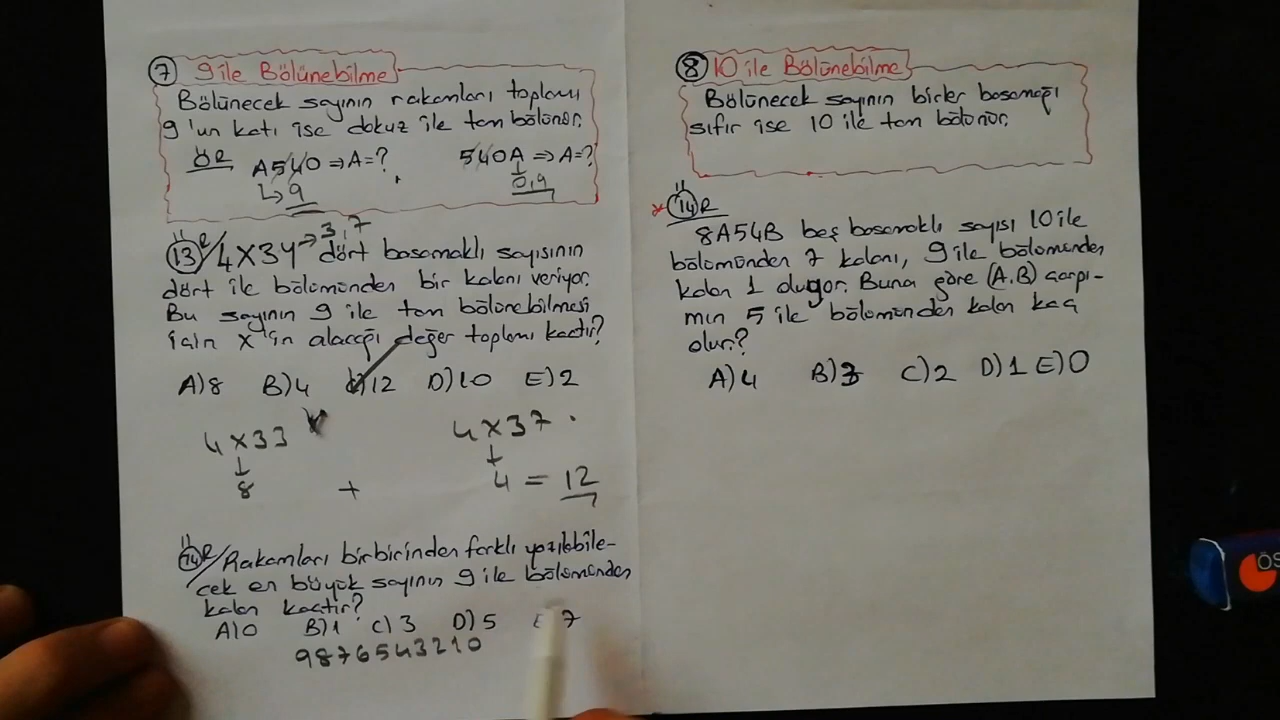 7 9 ile Bölünebilme
Bölünecek sayının rakamları toplamı
9'un katı ise dokuz ile tam bölünür.
ÖR A540 ⇒ A=? 540A ⇒ A=?
9 0,9
3,7
13 4X3Y → dört basamaklı sayısının
dört ile bölümünden bir kalanı veriyor.
Bu sayının 9 ile tam bölünebilmesi
için X'in alacağı değer toplamı kaçtır?
A)8 B)4 C)12 D)10 E)2
4X33 4X37
8 + 4 = 12
14 Rakamları birbirinden farklı yazılabile-
cek en büyük sayının 9 ile bölümünden
kalan kaçtır?
A)0 B)1 C)3 D)5 E)7
9876543210
8 10 ile Bölünebilme
Bölünecek sayının birler basamağı
sıfır ise 10 ile tam bölünür.
14 R
8A54B beş basamaklı sayısı 10 ile
bölümünden 7 kalanı, 9 ile bölümünden
kalan 1 oluyor. Buna göre (A.B) çarpı-
mın 5 ile bölümünden kalan kaç
olur?
A)4 B)3 C)2 D)1 E)0
ÖS